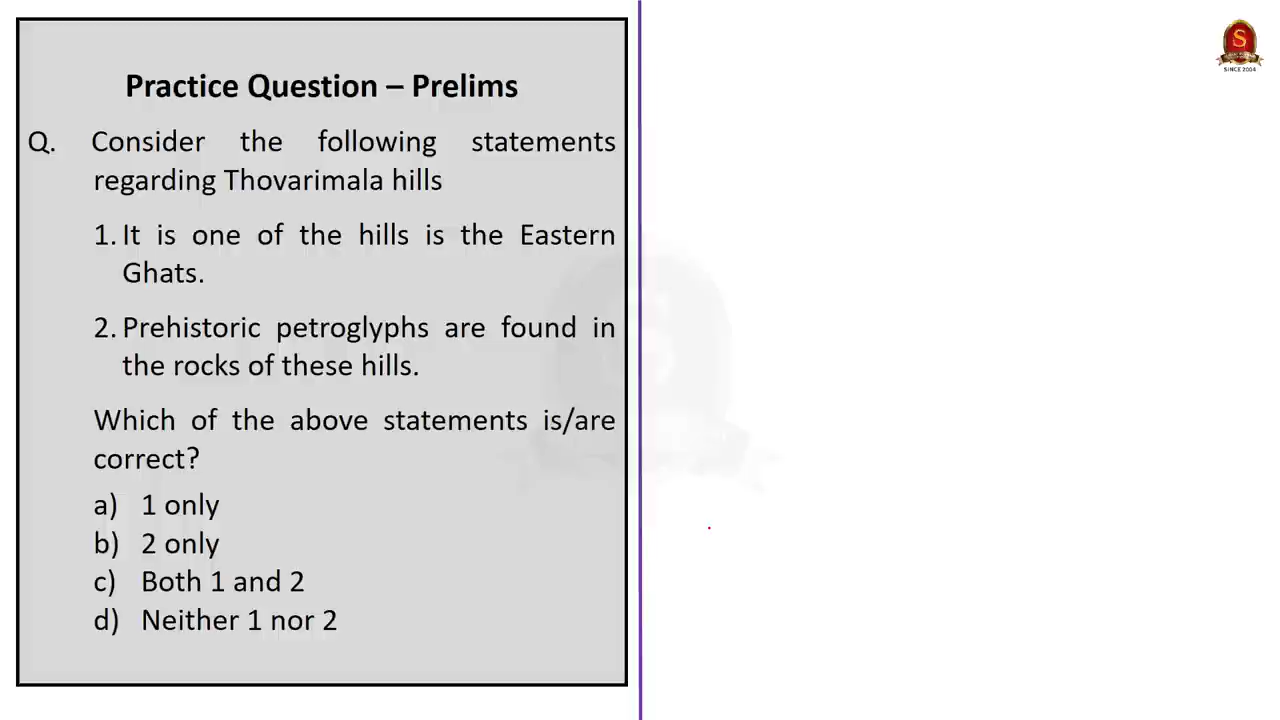 Practice Question – Prelims
Q. Consider the following statements
regarding Thovarimala hills
1. It is one of the hills is the Eastern
Ghats.
2. Prehistoric petroglyphs are found in
the rocks of these hills.
Which of the above statements is/are
correct?
a) 1 only
b) 2 only
c) Both 1 and 2
d) Neither 1 nor 2
S
SINCE 2004